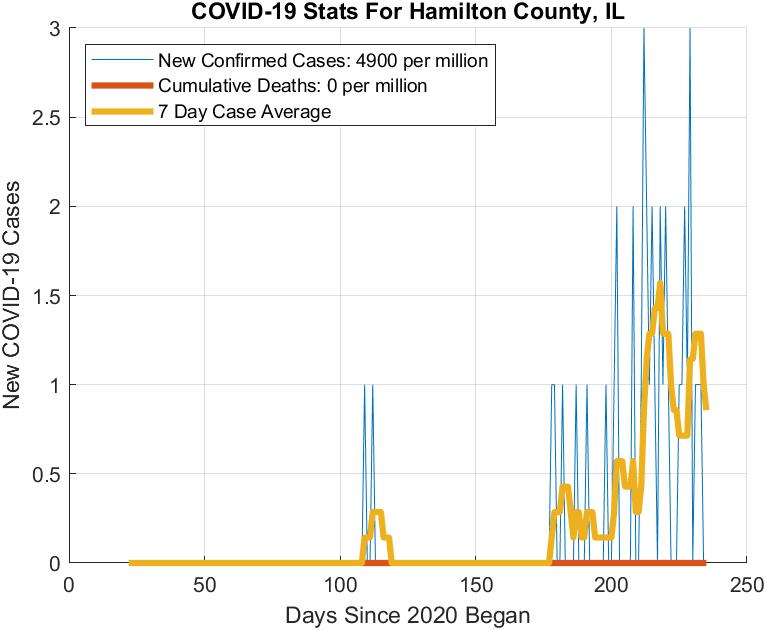 COVID-19 Stats For Hamilton County, IL
New Confirmed Cases: 4900 per million
Cumulative Deaths: 0 per million
7 Day Case Average
New COVID-19 Cases
3
2.5
2
1.5
1
0.5
0
0 50 100 150 200 250
Days Since 2020 Began